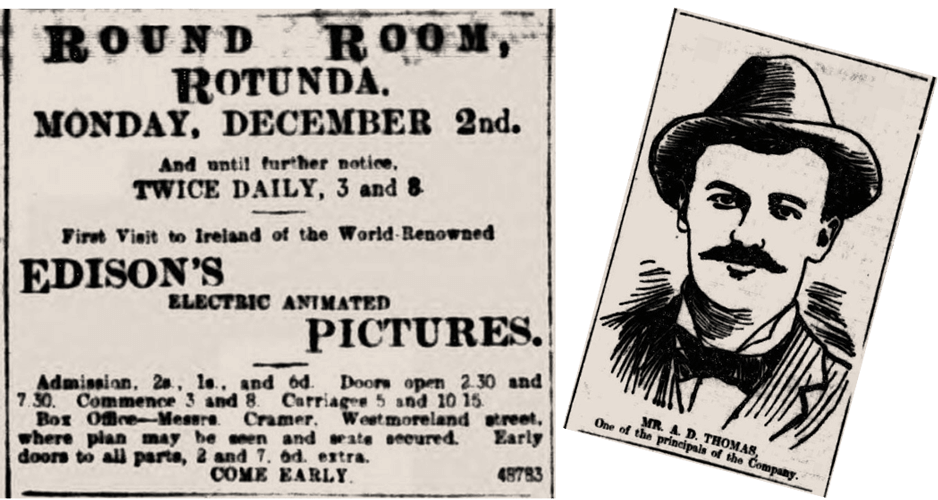 ROUND ROOM,
ROTUNDA.
MONDAY, DECEMBER 2nd.
And until further notice,
TWICE DAILY, 3 and 8
First Visit to Ireland of the World-Renowned
EDISON'S
ELECTRIC ANIMATED
PICTURES.
Admission, 2s., 1s., and 6d. Doors open 2.30 and
7.30. Commence 3 and 8. Carriages 5 and 10 15.
Box Office—Messrs. Cramer, Westmoreland street,
where plan may be seen and seats secured. Early
doors to all parts, 2 and 7, 6d. extra.
COME EARLY. 48783
MR. A. D. THOMAS,
One of the principals of the Company.